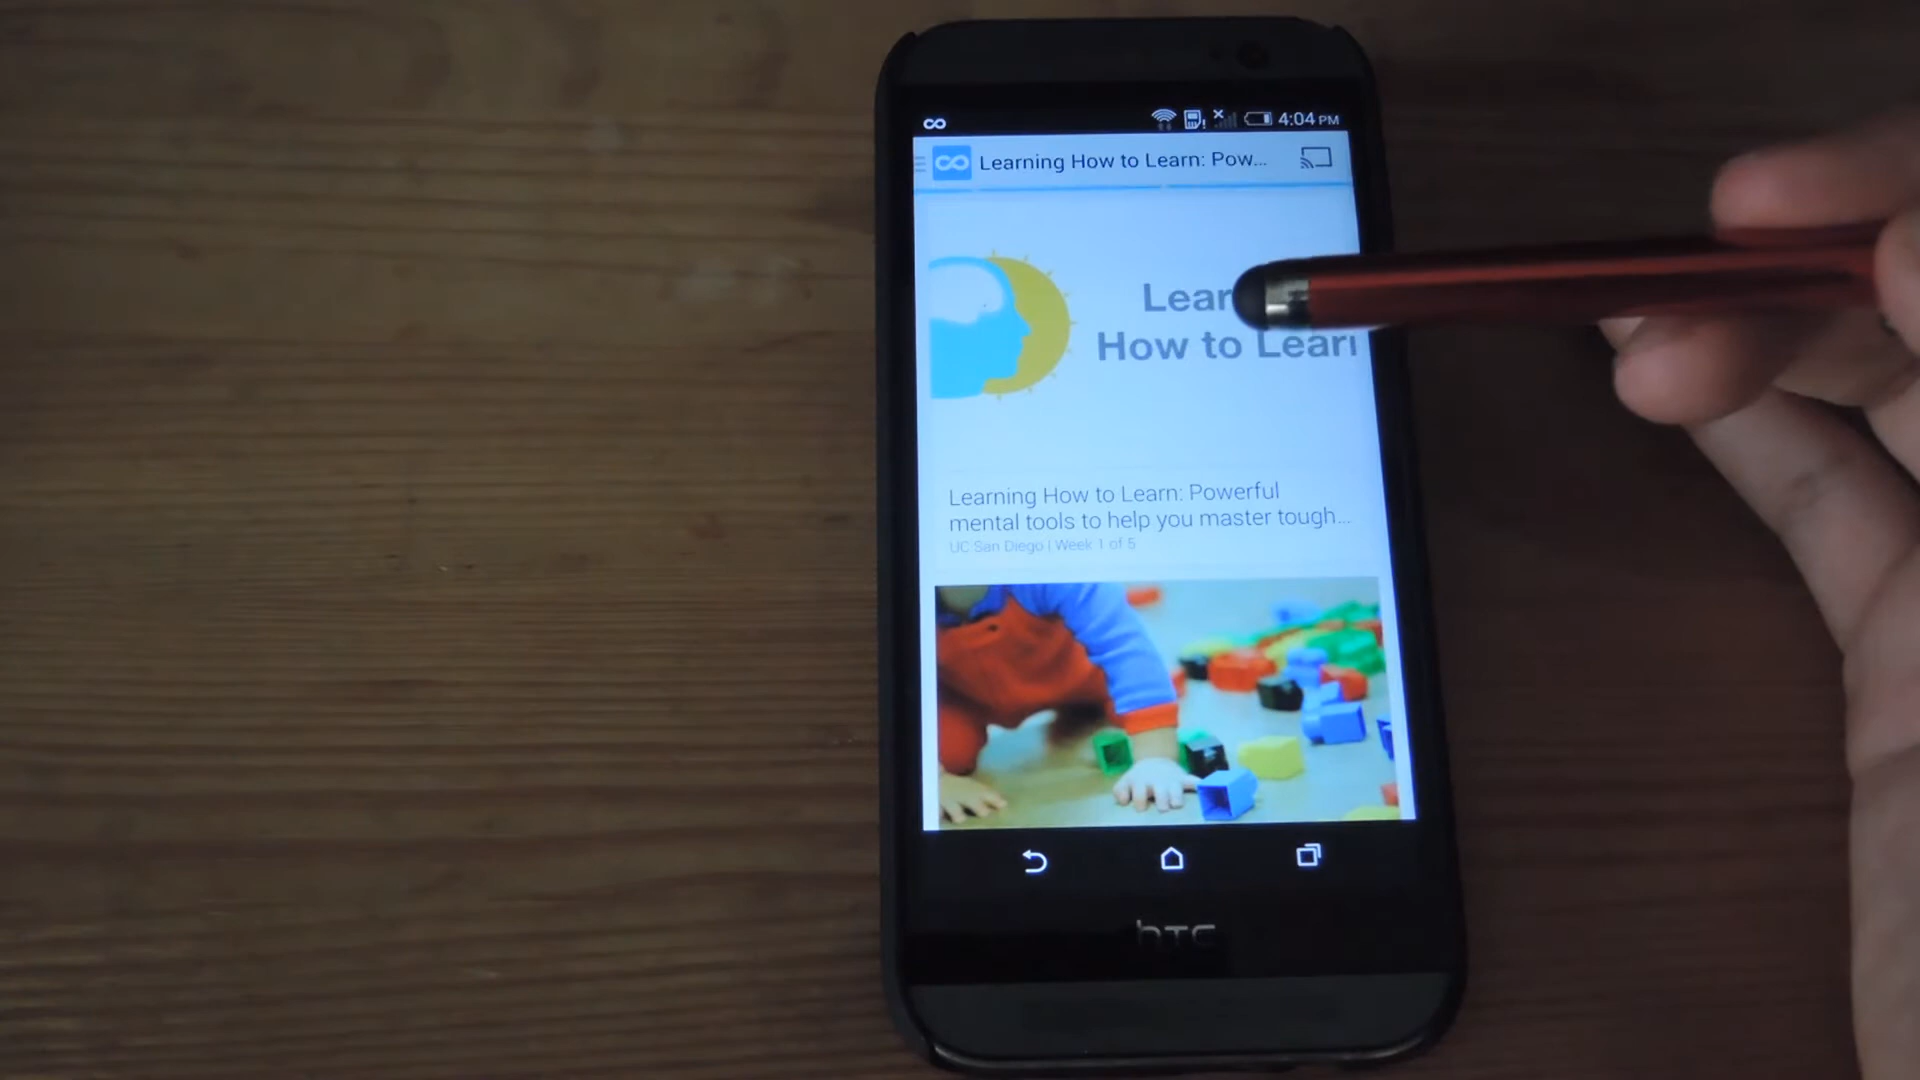 4:04 PM
Learning How to Learn: Pow...
How to Lear
Learning How to Learn: Powerful
mental tools to help you master tough...
UC San Diego | Week 1 of 5
hTC